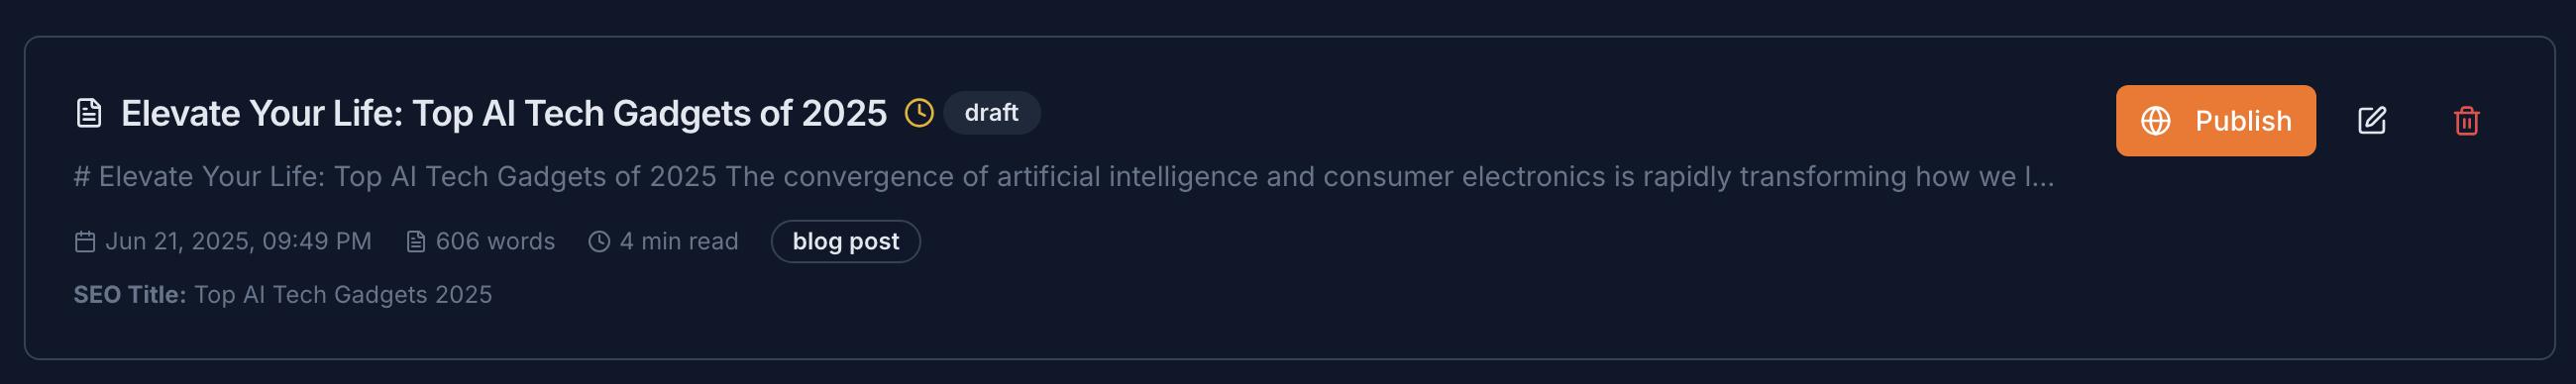 Elevate Your Life: Top AI Tech Gadgets of 2025 draft Publish
# Elevate Your Life: Top AI Tech Gadgets of 2025 The convergence of artificial intelligence and consumer electronics is rapidly transforming how we l...
Jun 21, 2025, 09:49 PM 606 words 4 min read blog post
SEO Title: Top AI Tech Gadgets 2025